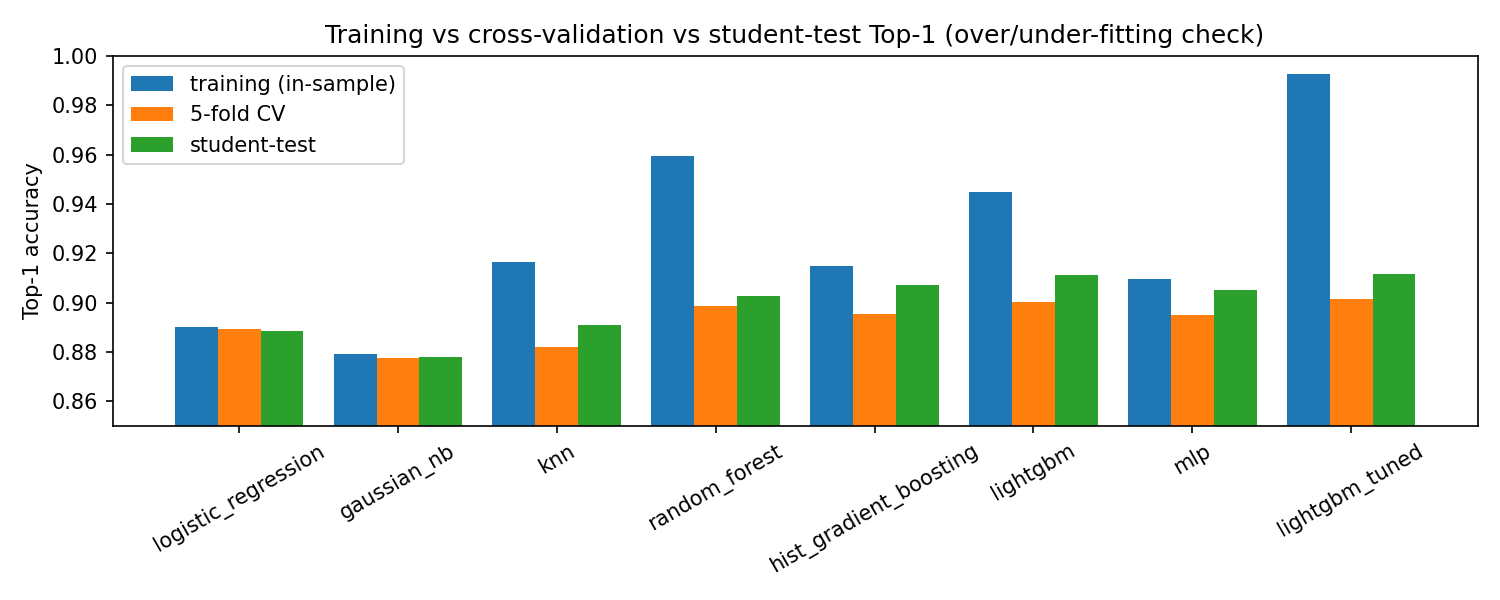 Training vs cross-validation vs student-test Top-1 (over/under-fitting check)
1.00
0.98
0.96
0.94
0.92
0.90
0.88
0.86
Top-1 accuracy
training (in-sample)
5-fold CV
student-test
logistic_regression
gaussian_nb
knn
random_forest
hist_gradient_boosting
lightgbm
mlp
lightgbm_tuned